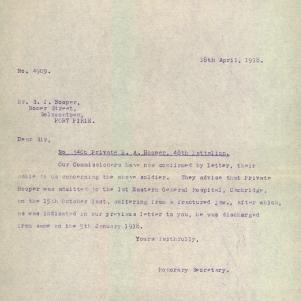 18th April, 1918.
No. 4909.
Mr. Hooper,
Street,
Solomontown,
PORT PIRIE.
Dear Sir,
No Private Hooper, 48th Battalion.
Our Commissioners have now confirmed by letter, their
cable to us concerning the above soldier. They advise that Private
Hooper was admitted to the 1st Eastern General Hospital, Cambridge,
on the 15th October last, suffering from a fractured jaw, after which,
as was indicated in our previous letter to you, he was discharged
from same on the 5th January 1918.
Yours faithfully,
Honorary Secretary.